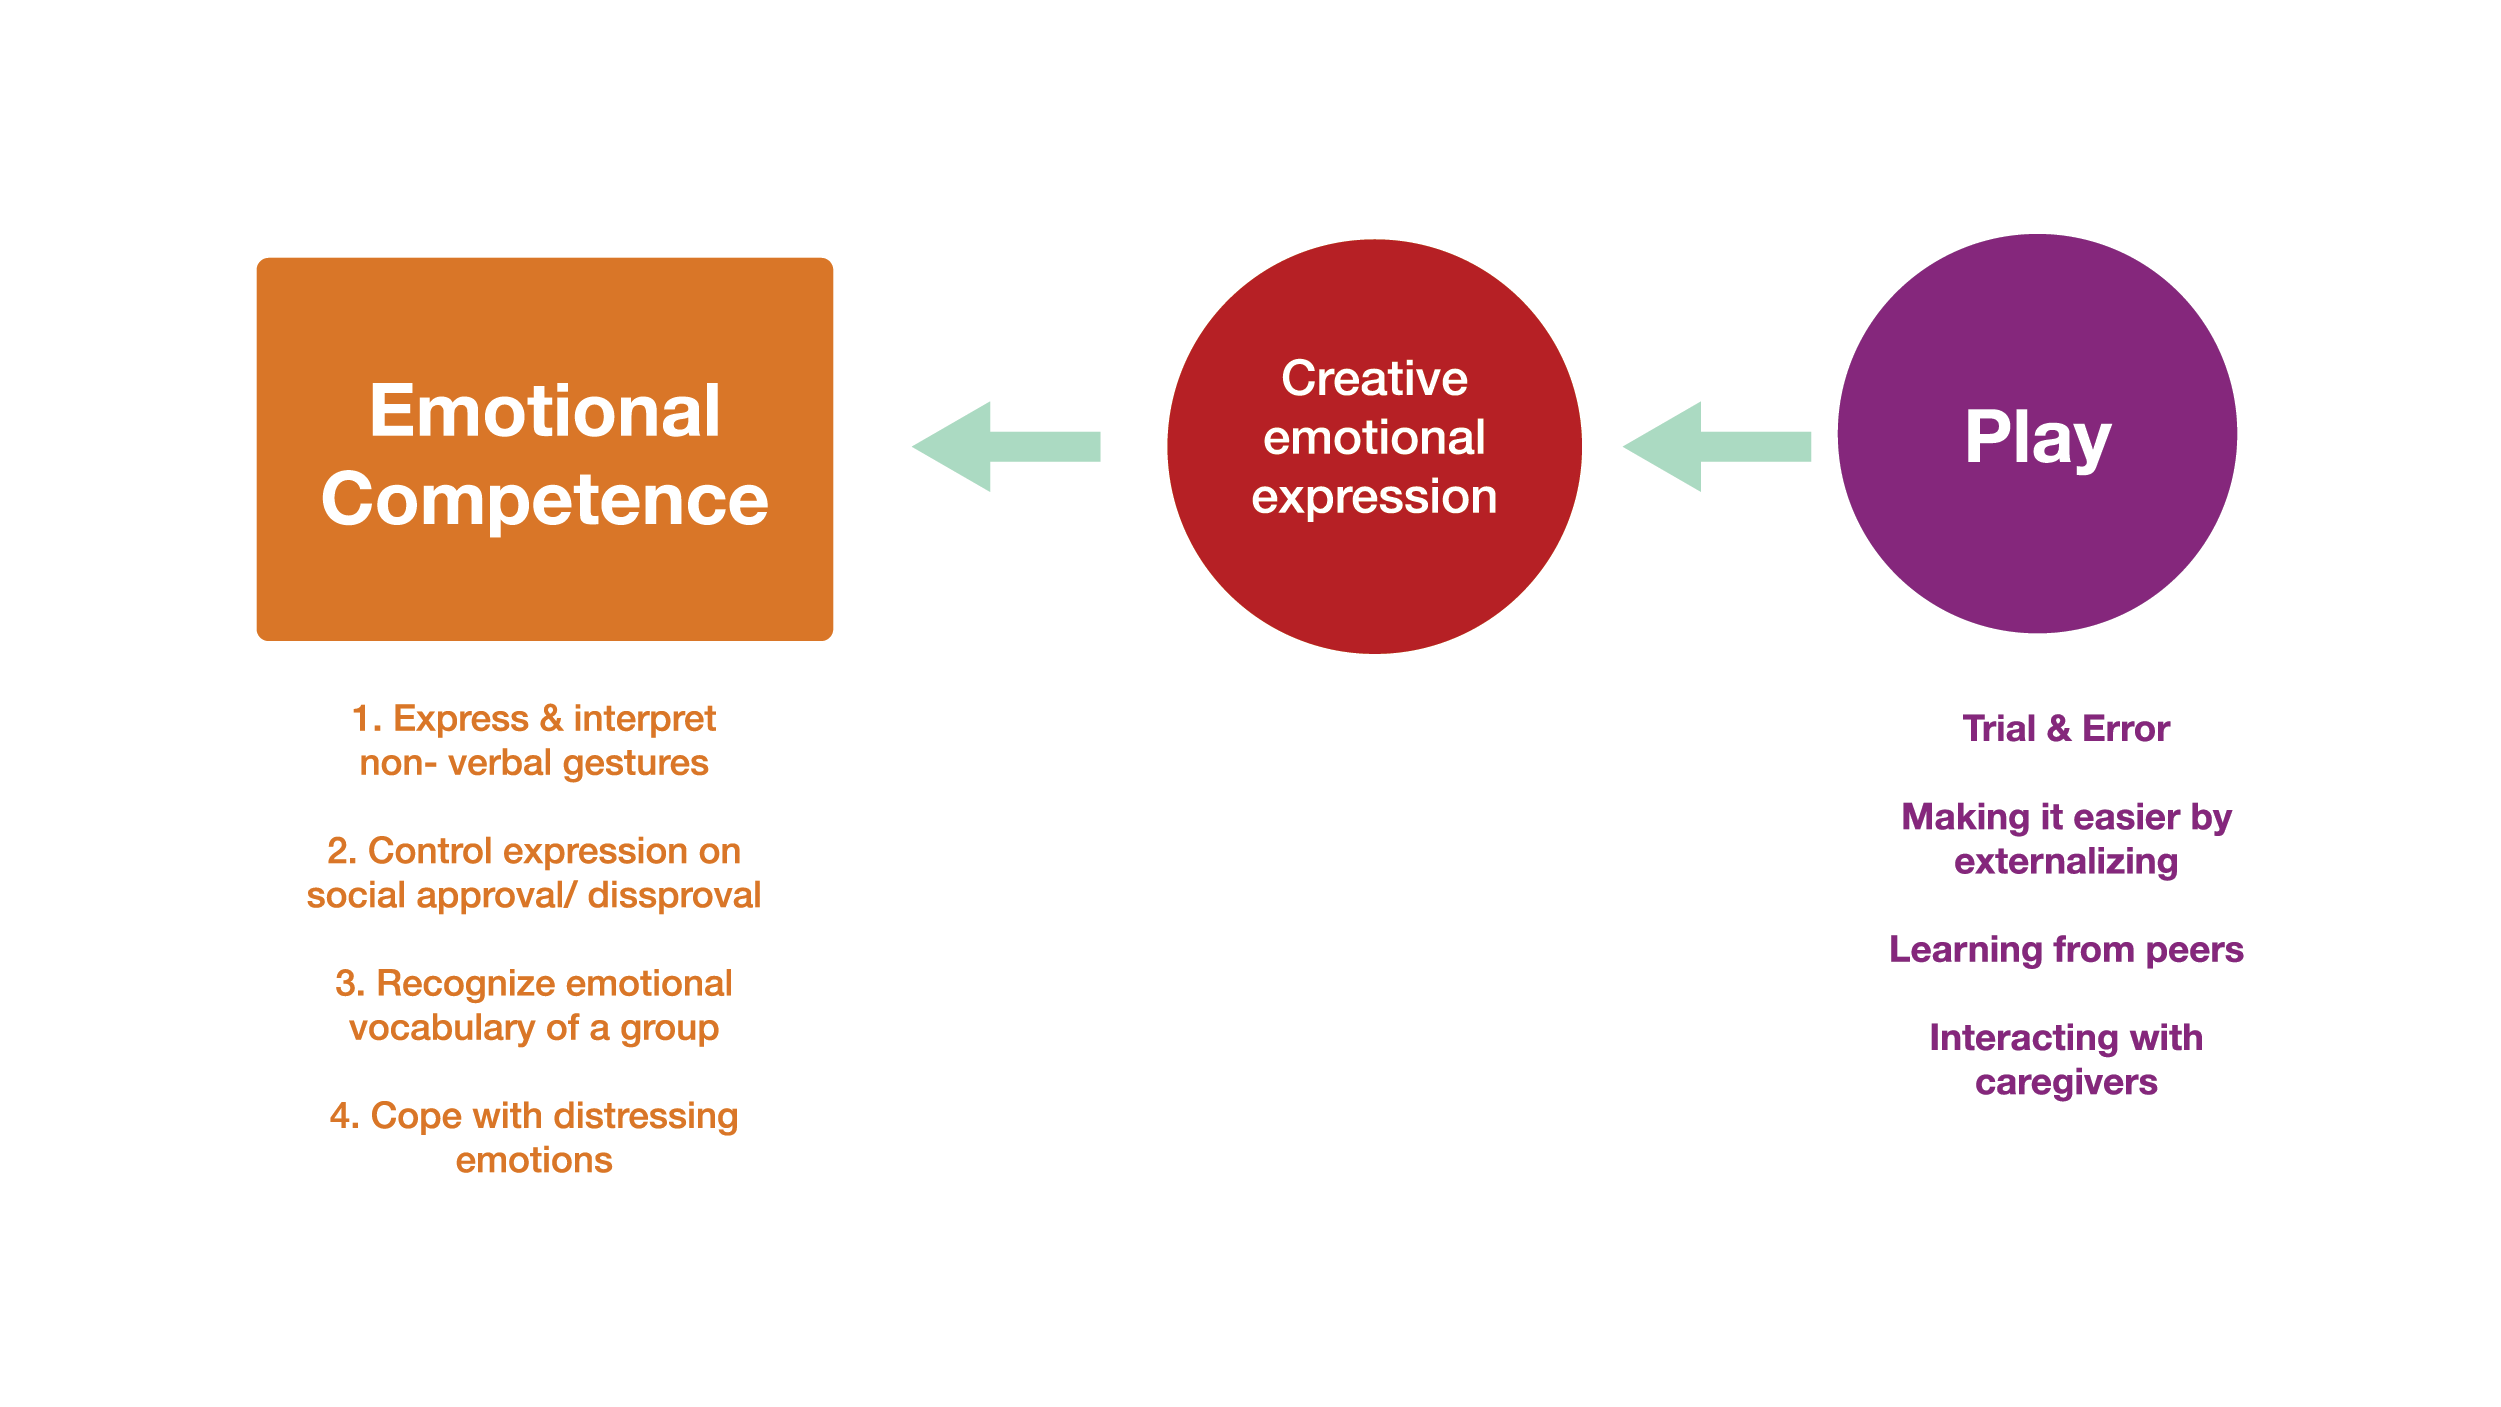 Emotional
Competence
1. Express & interpret
non- verbal gestures
2. Control expression on
social approval/ dissproval
3. Recognize emotional
vocabulary of a group
4. Cope with distressing
emotions
Creative
emotional
expression
Play
Trial & Error
Making it easier by
externalizing
Learning from peers
Interacting with
caregivers